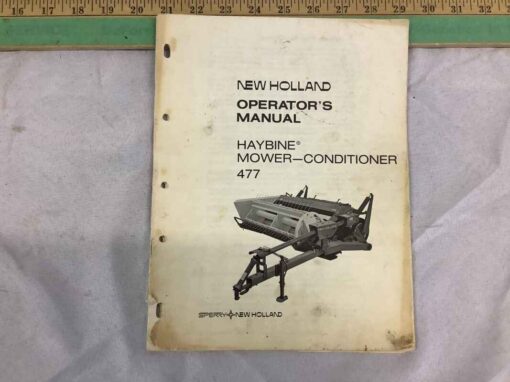 16 17 18 19 20 21 22 23 24 25 26 27 28 29 30 31 32
NEW HOLLAND
OPERATOR'S
MANUAL
HAYBINE®
MOWER—CONDITIONER
477
SPERRY NEW HOLLAND